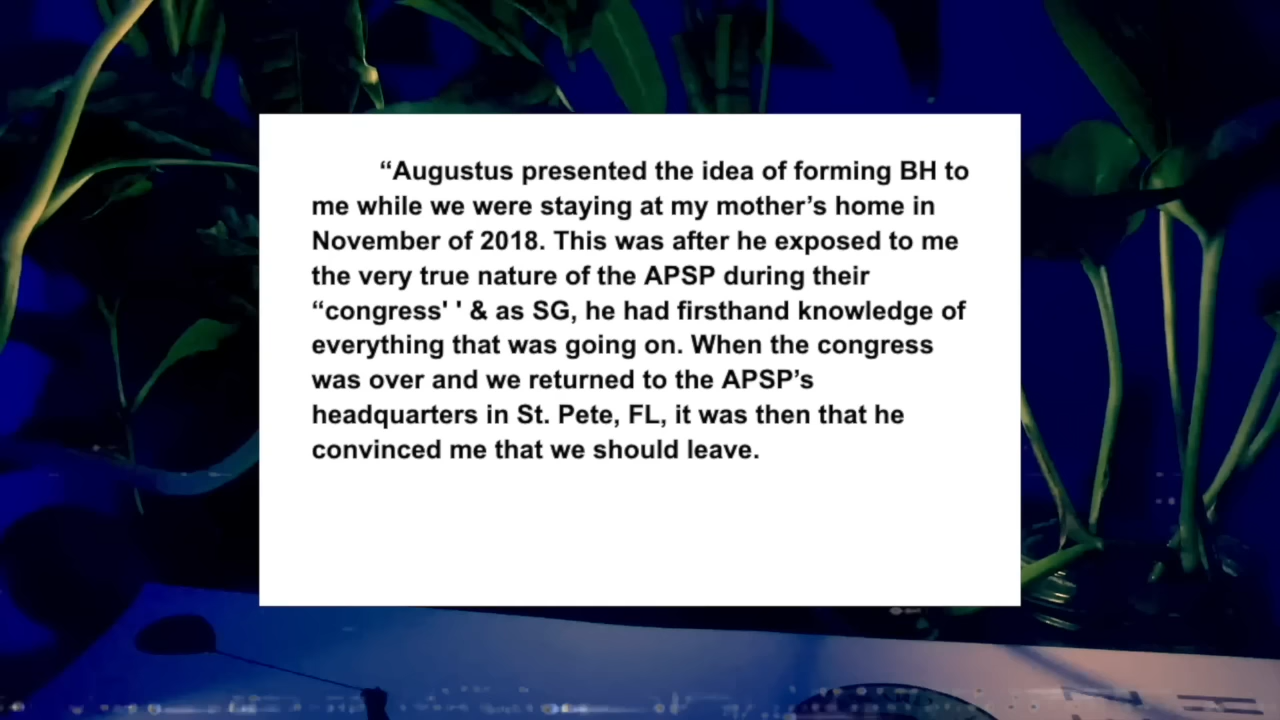 “Augustus presented the idea of forming BH to
me while we were staying at my mother’s home in
November of 2018. This was after he exposed to me
the very true nature of the APSP during their
“congress' ' & as SG, he had firsthand knowledge of
everything that was going on. When the congress
was over and we returned to the APSP’s
headquarters in St. Pete, FL, it was then that he
convinced me that we should leave.